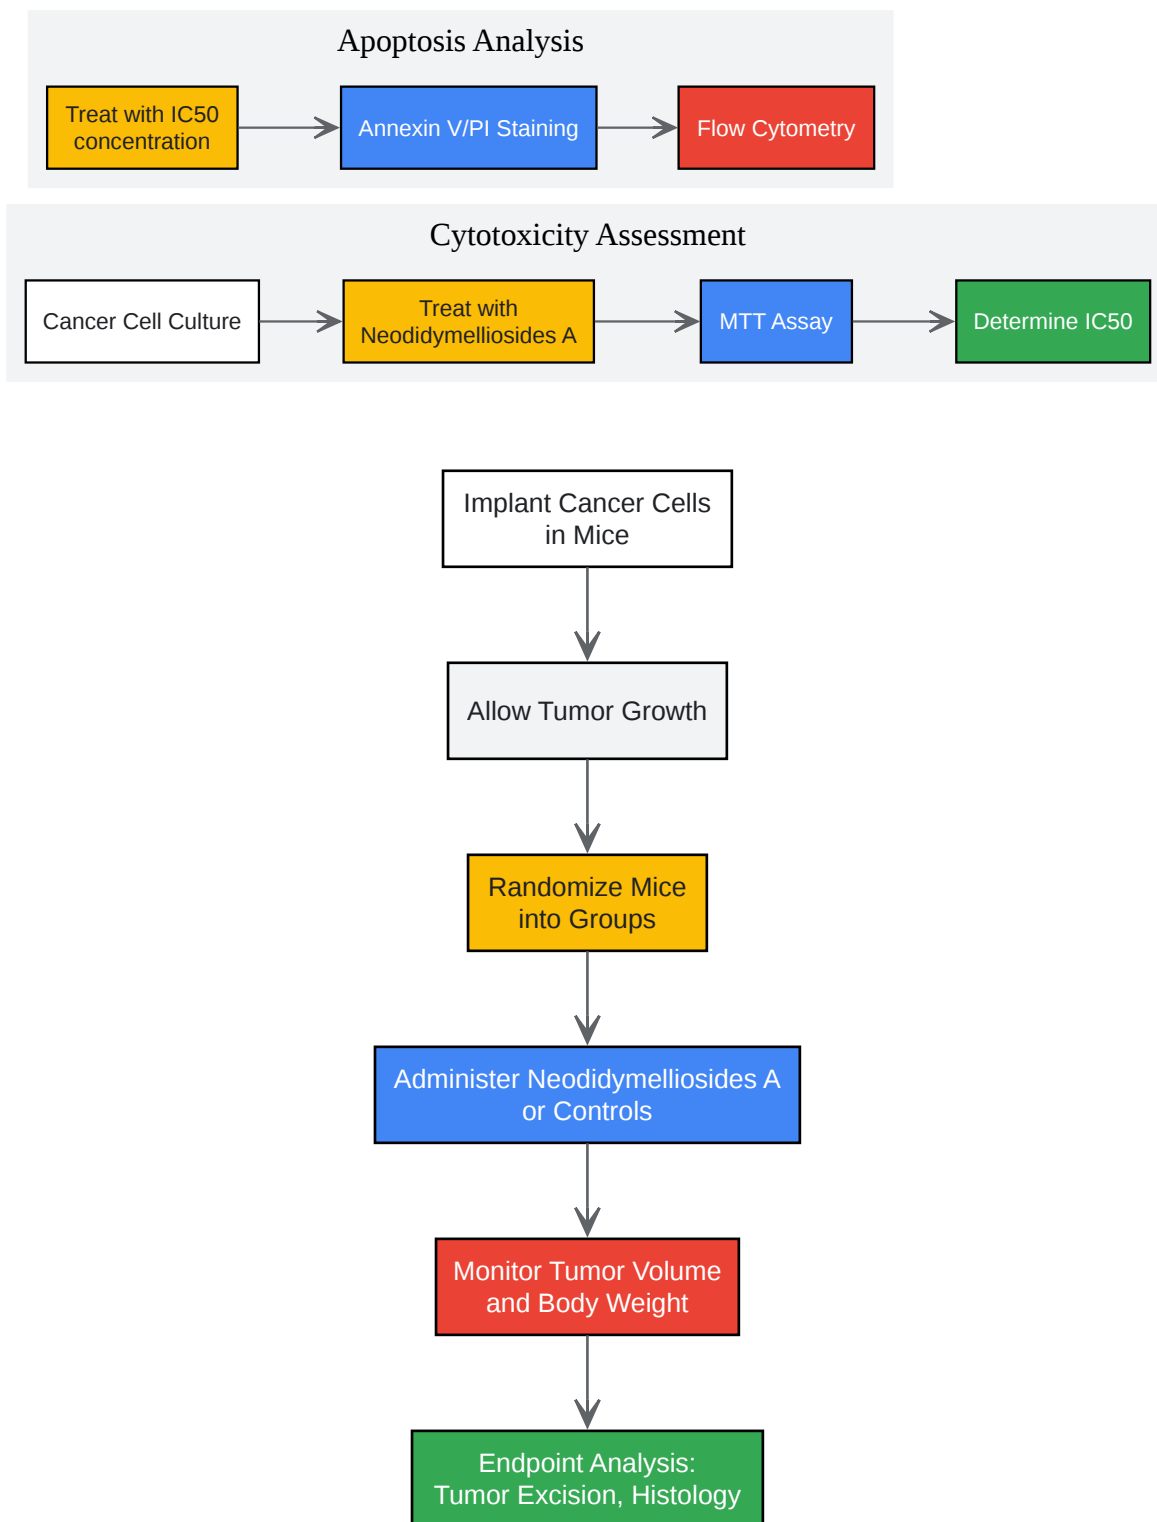 Apoptosis Analysis
Treat with IC50
concentration
Annexin V/PI Staining
Flow Cytometry
Cytotoxicity Assessment
Cancer Cell Culture
Treat with
Neodidymelliosides A
MTT Assay
Determine IC50
Implant Cancer Cells
in Mice
Allow Tumor Growth
Randomize Mice
into Groups
Administer Neodidymelliosides A
or Controls
Monitor Tumor Volume
and Body Weight
Endpoint Analysis:
Tumor Excision, Histology